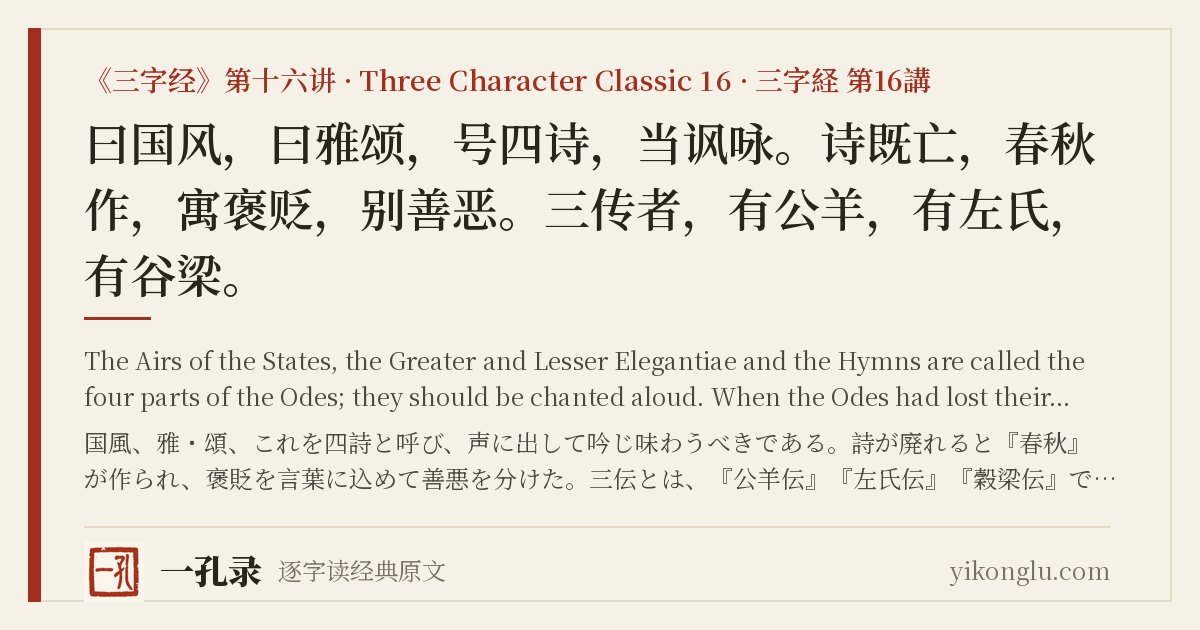 《三字经》第十六讲 · Three Character Classic 16 · 三字経 第16講
曰国风，曰雅颂，号四诗，当讽咏。诗既亡，春秋
作，寓褒贬，别善恶。三传者，有公羊，有左氏，
有谷梁。
The Airs of the States, the Greater and Lesser Elegantiae and the Hymns are called the
four parts of the Odes; they should be chanted aloud. When the Odes had lost their...
国風、雅・頌、これを四詩と呼び、声に出して吟じ味わうべきである。詩が廃れると『春秋』
が作られ、褒貶を言葉に込めて善悪を分けた。三伝とは、『公羊伝』『左氏伝』『穀梁伝』で…
一孔
一孔录 逐字读经典原文
yikonglu.com